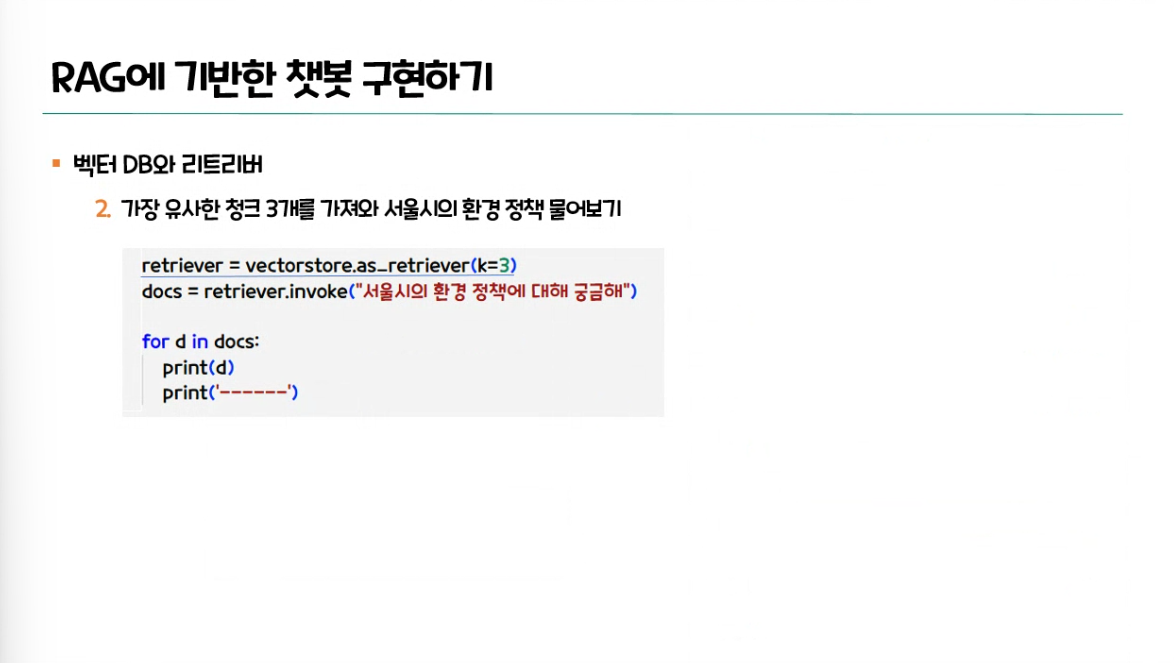 RAG에 기반한 챗봇 구현하기
▪ 벡터 DB와 리트리버
2. 가장 유사한 청크 3개를 가져와 서울시의 환경 정책 물어보기
retriever = vectorstore.as_retriever(k=3)
docs = retriever.invoke("서울시의 환경 정책에 대해 궁금해")
for d in docs:
print(d)
print('------')